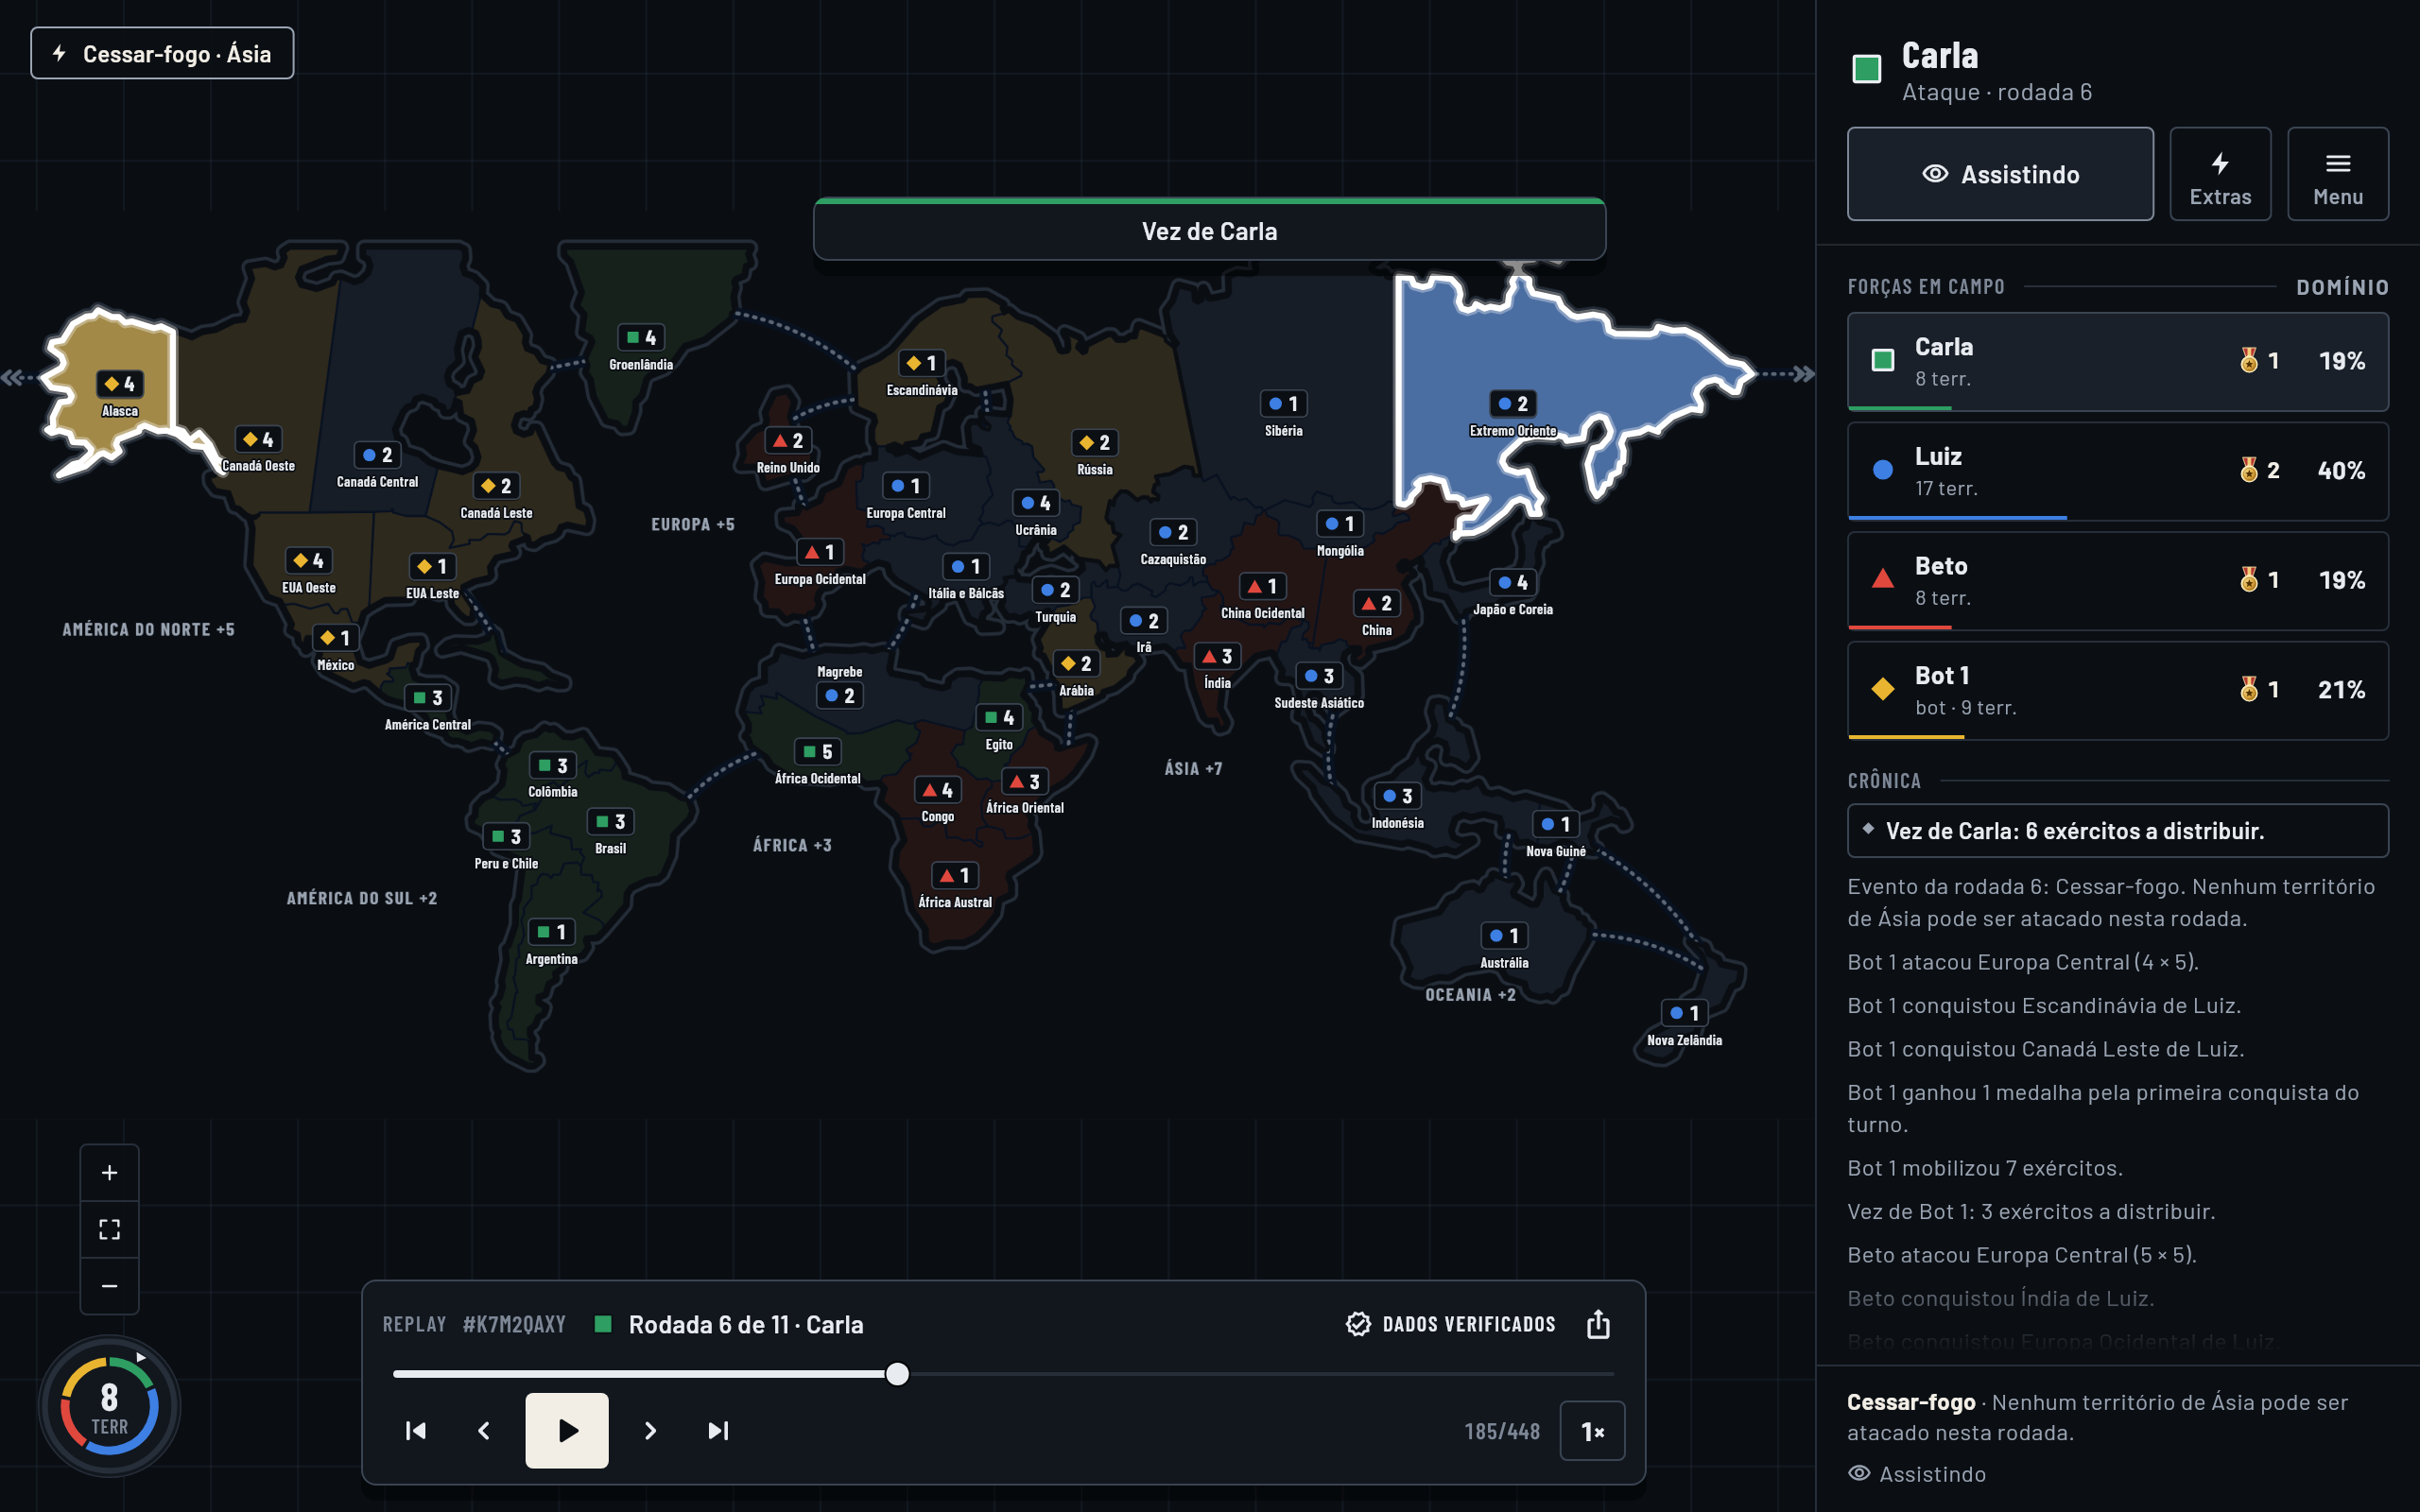 Cessar-fogo · Ásia
Vez de Carla
4
Alasca
4
Canadá Oeste
2
Canadá Central
2
Canadá Leste
4
EUA Oeste
1
EUA Leste
1
México
3
América Central
4
Groenlândia
AMÉRICA DO NORTE +5
3
Colômbia
3
Brasil
3
Peru e Chile
1
Argentina
AMÉRICA DO SUL +2
EUROPA +5
1
Escandinávia
2
Reino Unido
2
Rússia
1
Europa Central
4
Ucrânia
1
Europa Ocidental
1
Itália e Bálcãs
Magrebe
2
5
África Ocidental
4
Egito
4
Congo
3
África Oriental
1
África Austral
ÁFRICA +3
1
Sibéria
2
Extremo Oriente
2
Cazaquistão
1
Mongólia
2
Turquia
2
Irã
1
China Ocidental
2
China
4
Japão e Coreia
2
Arábia
3
Índia
3
Sudeste Asiático
ÁSIA +7
3
Indonésia
1
Nova Guiné
1
Austrália
OCEANIA +2
1
Nova Zelândia
8
TERR
REPLAY #K7M2QAXY Rodada 6 de 11 · Carla DADOS VERIFICADOS
185/448 1×
Carla
Ataque · rodada 6
Assistindo
Extras
Menu
FORÇAS EM CAMPO DOMÍNIO
Carla
8 terr.
1 19%
Luiz
17 terr.
2 40%
Beto
8 terr.
1 19%
Bot 1
bot · 9 terr.
1 21%
CRÔNICA
Vez de Carla: 6 exércitos a distribuir.
Evento da rodada 6: Cessar-fogo. Nenhum território
de Ásia pode ser atacado nesta rodada.
Bot 1 atacou Europa Central (4 × 5).
Bot 1 conquistou Escandinávia de Luiz.
Bot 1 conquistou Canadá Leste de Luiz.
Bot 1 ganhou 1 medalha pela primeira conquista do
turno.
Bot 1 mobilizou 7 exércitos.
Vez de Bot 1: 3 exércitos a distribuir.
Beto atacou Europa Central (5 × 5).
Beto conquistou Índia de Luiz.
Beto conquistou Europa Ocidental de Luiz.
Cessar-fogo · Nenhum território de Ásia pode ser
atacado nesta rodada.
Assistindo